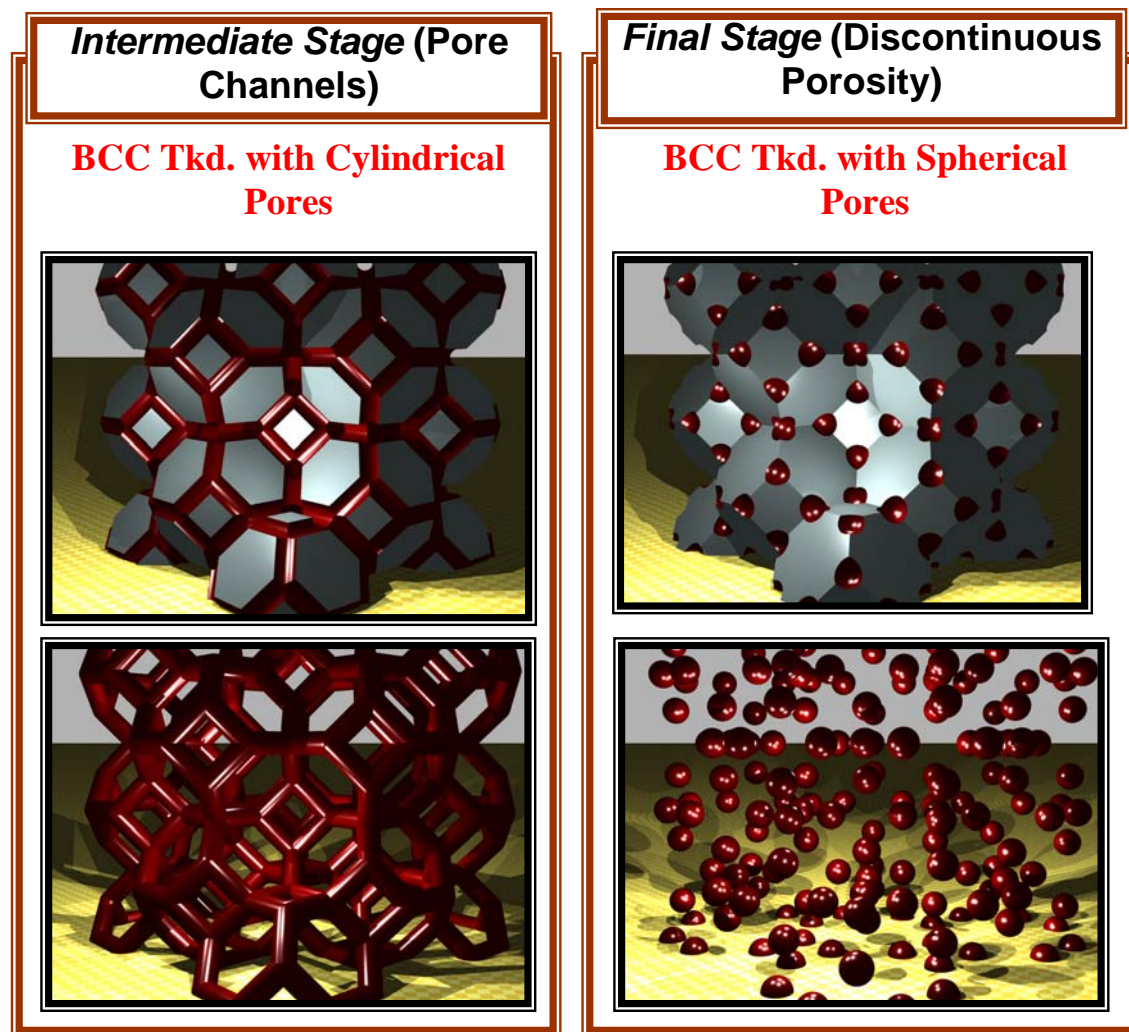 Intermediate Stage (Pore
Channels)
BCC Tkd. with Cylindrical
Pores
Final Stage (Discontinuous
Porosity)
BCC Tkd. with Spherical
Pores